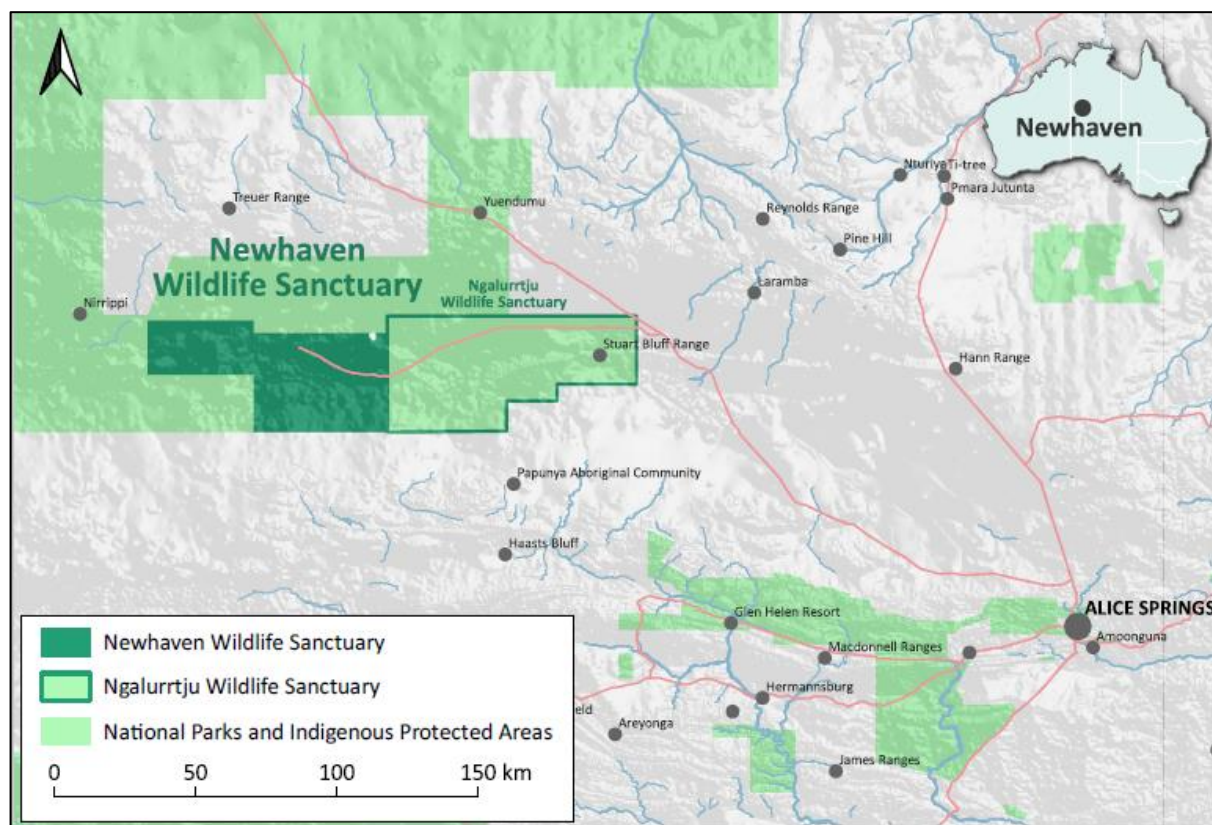 Newhaven
Nturiya
Ti-tree
Pmara Jutunta
Treuer Range
Yuendumu
Reynolds Range
Pine Hill
Newhaven
Wildlife Sanctuary
Ngalurrtju
Wildlife Sanctuary
Laramba
Nirrippi
Stuart Bluff Range
Hann Range
Papunya Aboriginal Community
Haasts Bluff
Glen Helen Resort
ALICE SPRINGS
Amoonguna
Macdonnell Ranges
Hermannsburg
eld
Areyonga
James Ranges
Newhaven Wildlife Sanctuary
Ngalurrtju Wildlife Sanctuary
National Parks and Indigenous Protected Areas
0 50 100 150 km